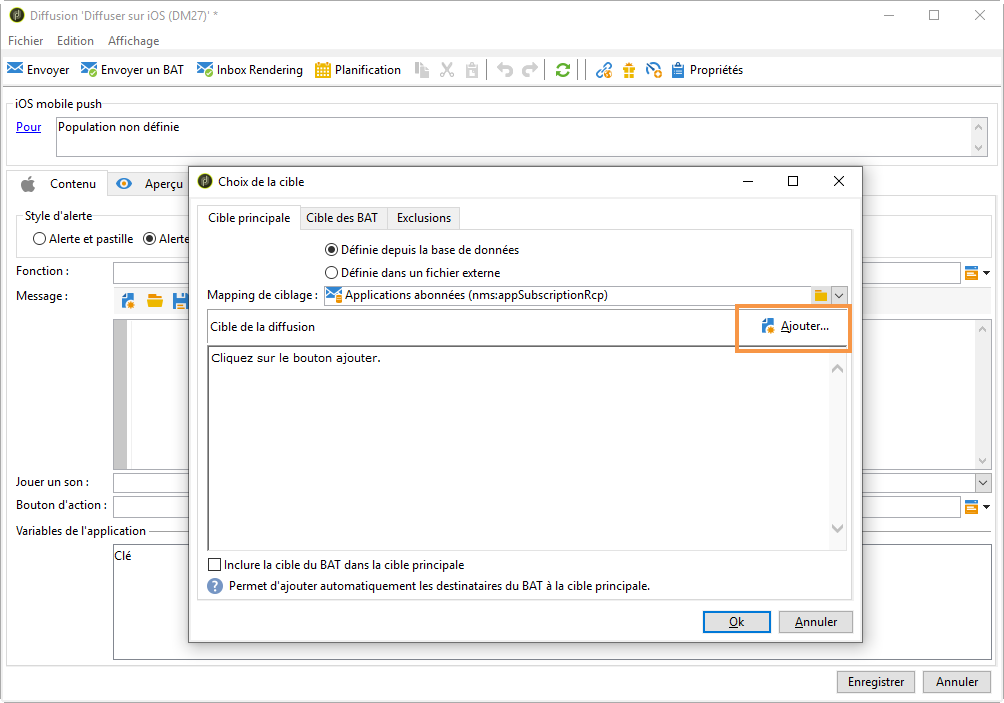 Diffusion 'Diffuser sur iOS (DM27)' *
Fichier Edition Affichage
Envoyer Envoyer un BAT Inbox Rendering Planification Propriétés
iOS mobile push
Pour Population non définie
Contenu Aperçu
Style d'alerte
Alerte et pastille Alerte
Fonction :
Message :
Jouer un son :
Bouton d'action :
Variables de l'application
Clé
Choix de la cible
Cible principale Cible des BAT Exclusions
Définie depuis la base de données
Définie dans un fichier externe
Mapping de ciblage : Applications abonnées (nms:appSubscriptionRcp)
Cible de la diffusion Ajouter...
Cliquez sur le bouton ajouter.
Inclure la cible du BAT dans la cible principale
? Permet d'ajouter automatiquement les destinataires du BAT à la cible principale.
Ok Annuler
Enregistrer Annuler